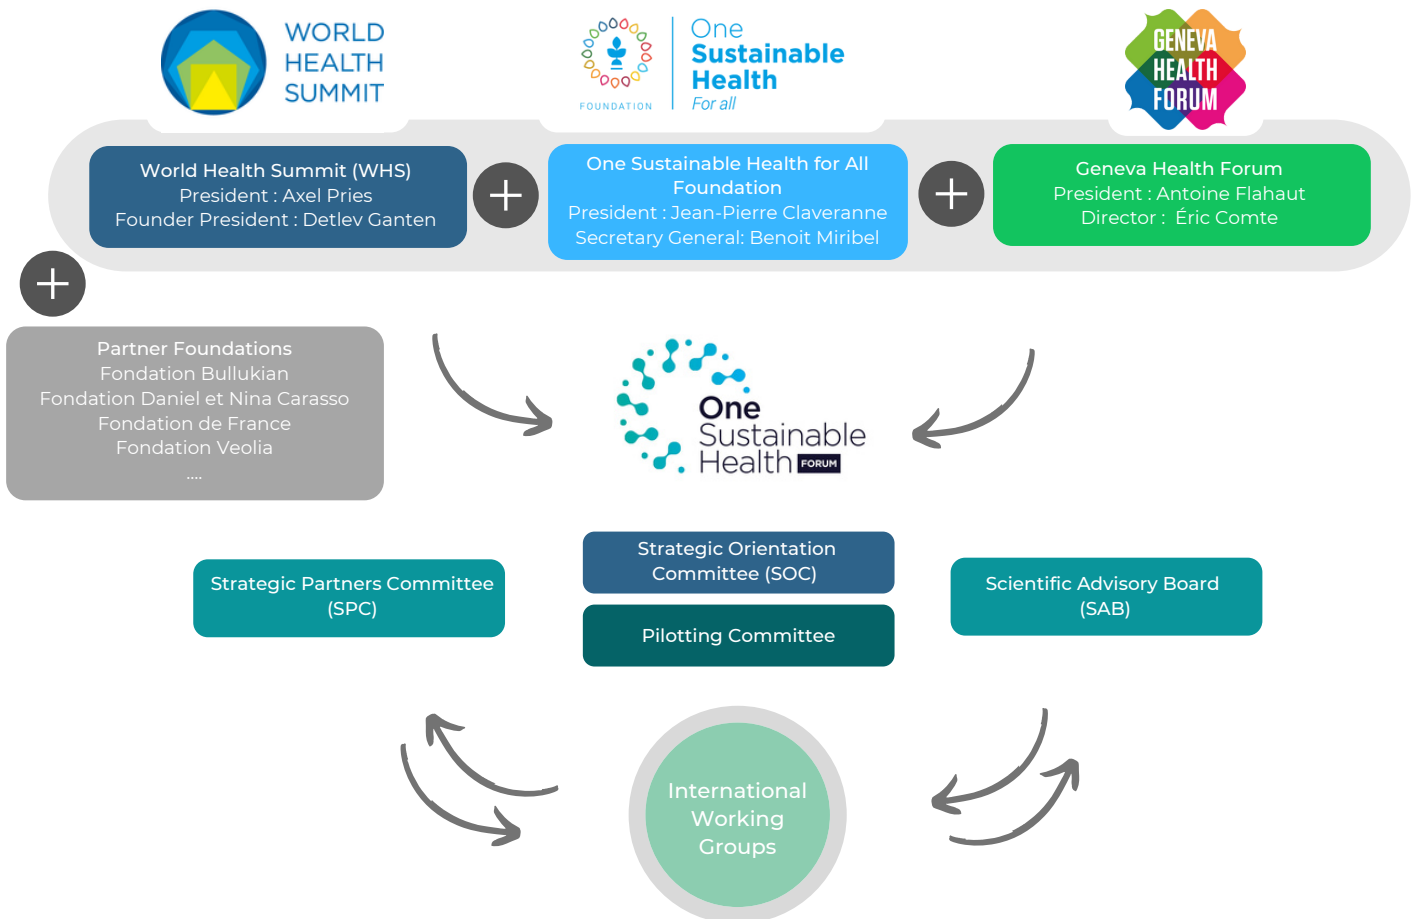 WORLD
HEALTH
SUMMIT
One
Sustainable
Health
For all
FOUNDATION
GENEVA
HEALTH
FORUM
World Health Summit (WHS)
President : Axel Pries
Founder President : Detlev Ganten
One Sustainable Health for All
Foundation
President : Jean-Pierre Claveranne
Secretary General: Benoit Miribel
Geneva Health Forum
President : Antoine Flahaut
Director :  Éric Comte
Partner Foundations
Fondation Bullukian
Fondation Daniel et Nina Carasso
Fondation de France
Fondation Veolia
....
One
Sustainable
Health FORUM
Strategic Partners Committee
(SPC)
Strategic Orientation
Committee (SOC)
Pilotting Committee
Scientific Advisory Board
(SAB)
International
Working
Groups